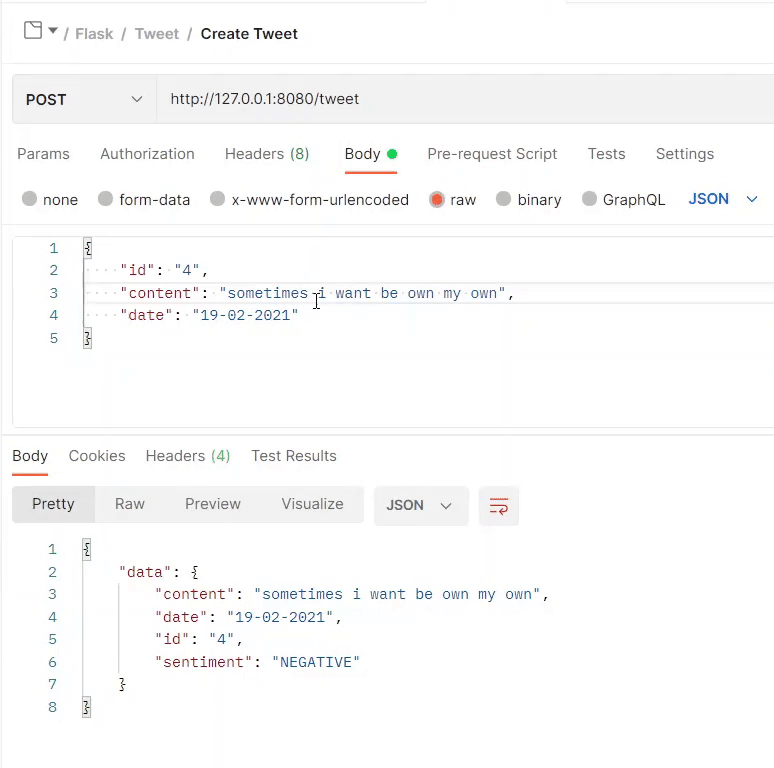 / Flask / Tweet / Create Tweet
POST http://127.0.0.1:8080/tweet
Params Authorization Headers (8) Body Pre-request Script Tests Settings
none form-data x-www-form-urlencoded raw binary GraphQL JSON
1 {
2 "id": "4",
3 "content": "sometimes i want be own my own",
4 "date": "19-02-2021"
5 }
Body Cookies Headers (4) Test Results
Pretty Raw Preview Visualize JSON
1 {
2 "data": {
3 "content": "sometimes i want be own my own",
4 "date": "19-02-2021",
5 "id": "4",
6 "sentiment": "NEGATIVE"
7 }
8 }